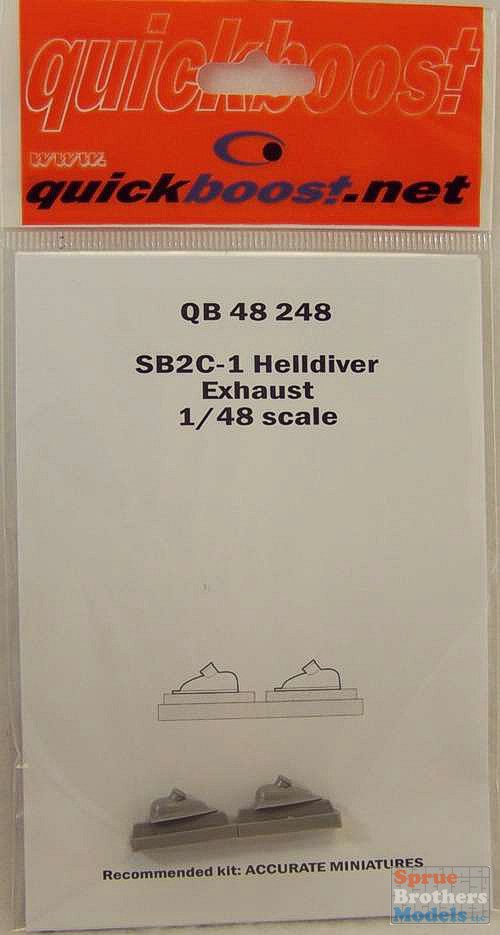 quickboost
www.
quickboost.net
QB 48 248
SB2C-1 Helldiver
Exhaust
1/48 scale
Recommended kit: ACCURATE MINIATURES
Sprue
Brothers
Models LLC